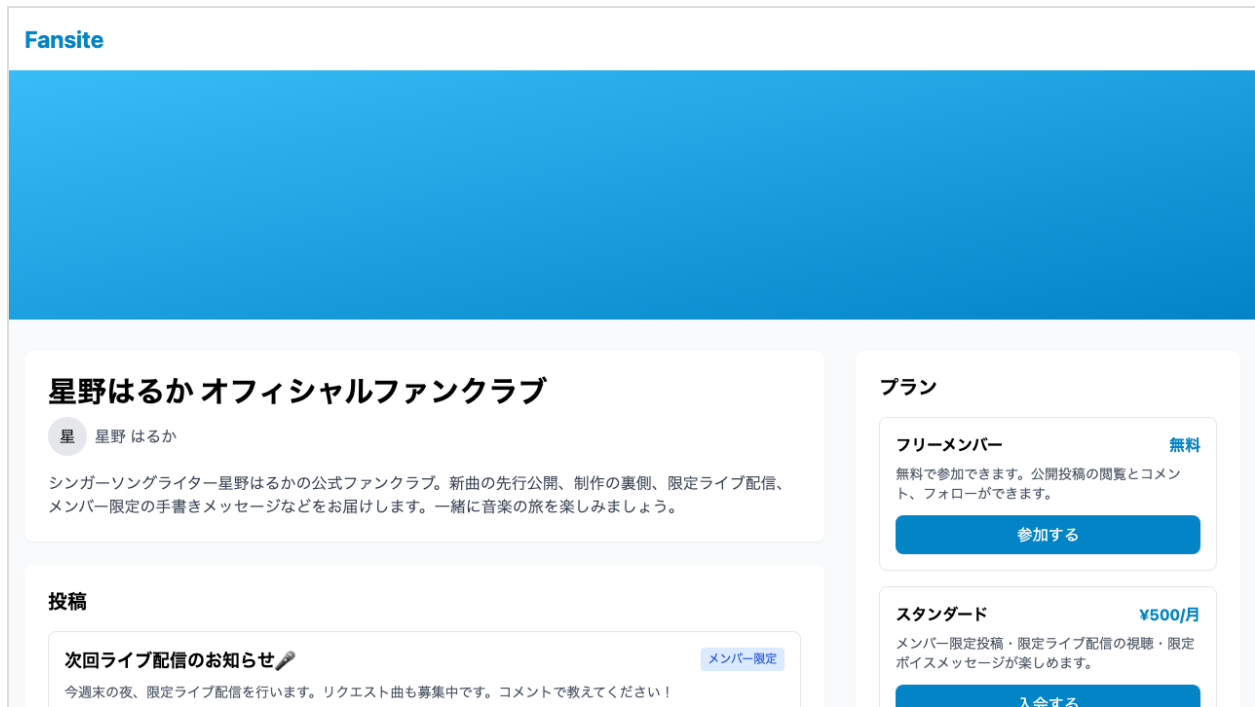 Fansite
星野はるか オフィシャルファンクラブ
星
星野 はるか
シンガーソングライター星野はるかの公式ファンクラブ。新曲の先行公開、制作の裏側、限定ライブ配信、
メンバー限定の手書きメッセージなどをお届けします。一緒に音楽の旅を楽しみましょう。
投稿
次回ライブ配信のお知らせ🎤
メンバー限定
今週末の夜、限定ライブ配信を行います。リクエスト曲も募集中です。コメントで教えてください！
プラン
フリーメンバー
無料
無料で参加できます。公開投稿の閲覧とコメン
ト、フォローができます。
参加する
スタンダード
¥500/月
メンバー限定投稿・限定ライブ配信の視聴・限定
ボイスメッセージが楽しめます。
入会する